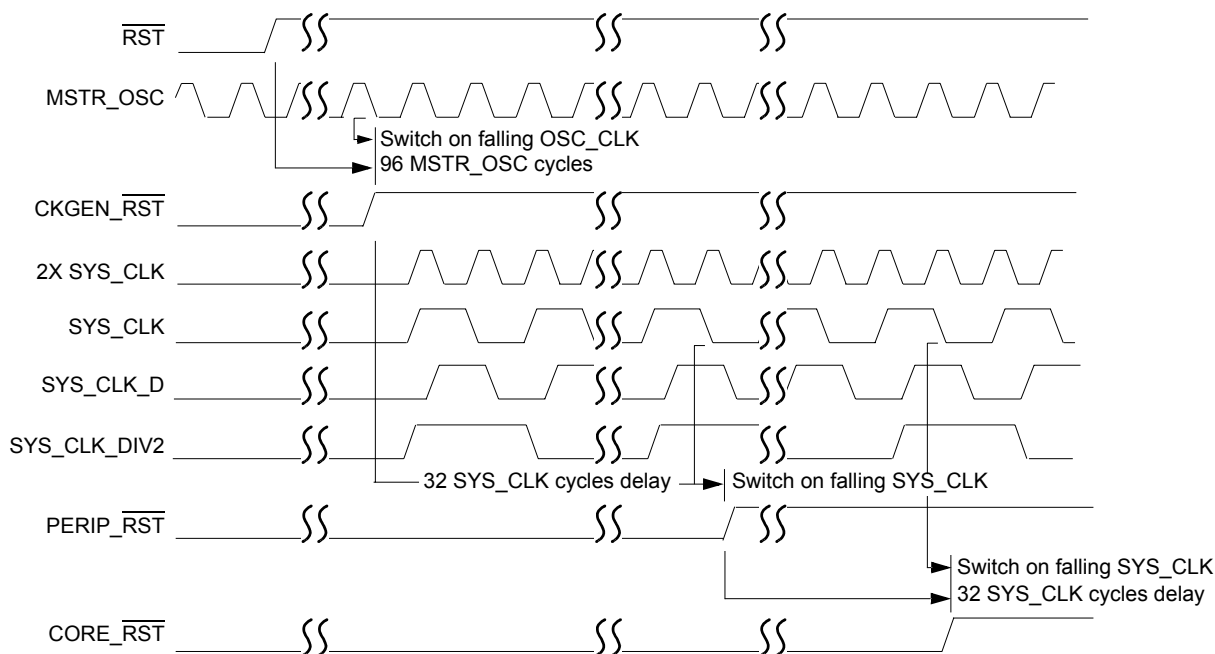 RST
MSTR_OSC
Switch on falling OSC_CLK
96 MSTR_OSC cycles
CKGEN_RST
2X SYS_CLK
SYS_CLK
SYS_CLK_D
SYS_CLK_DIV2
32 SYS_CLK cycles delay
Switch on falling SYS_CLK
PERIP_RST
Switch on falling SYS_CLK
32 SYS_CLK cycles delay
CORE_RST